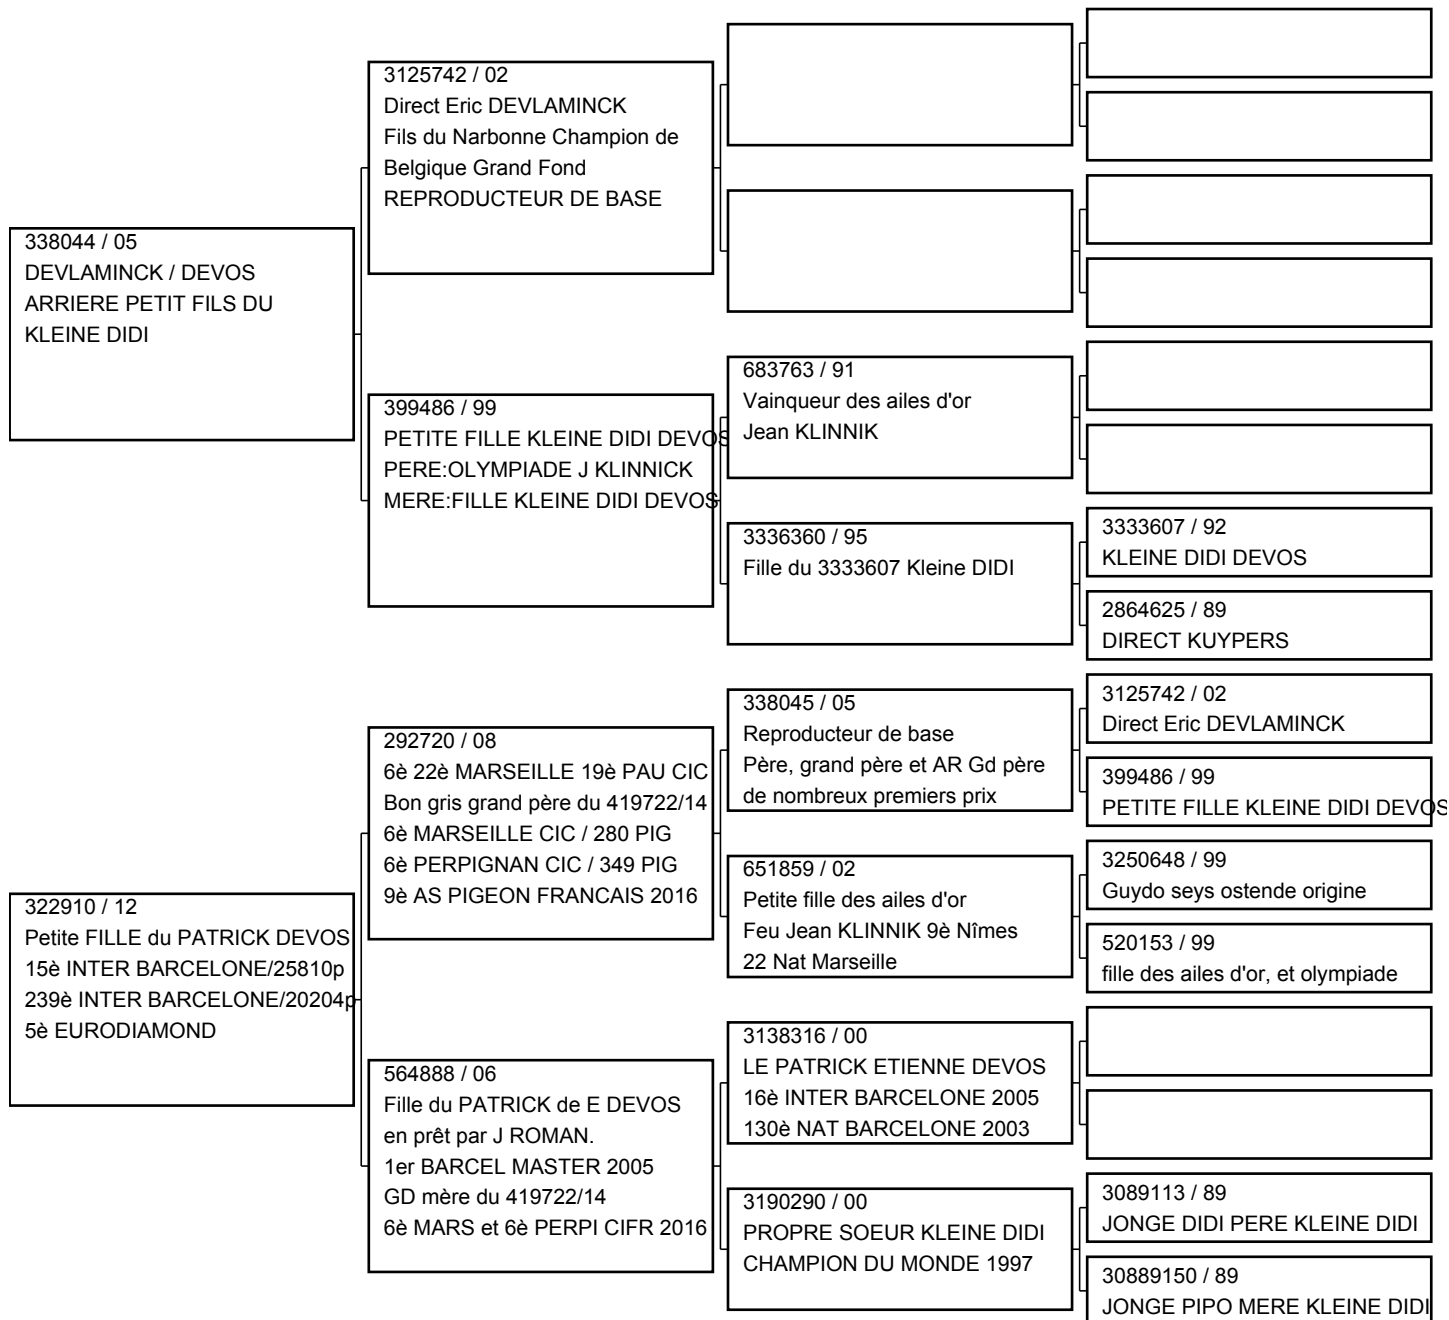 338044 / 05
DEVLAMINCK / DEVOS
ARRIERE PETIT FILS DU
KLEINE DIDI
322910 / 12
Petite FILLE du PATRICK DEVOS
15è INTER BARCELONE/25810p
239è INTER BARCELONE/20204p
5è EURODIAMOND
3125742 / 02
Direct Eric DEVLAMINCK
Fils du Narbonne Champion de
Belgique Grand Fond
REPRODUCTEUR DE BASE
399486 / 99
PETITE FILLE KLEINE DIDI DEVOS
PERE:OLYMPIADE J KLINNICK
MERE:FILLE KLEINE DIDI DEVOS
292720 / 08
6è 22è MARSEILLE 19è PAU CIC
Bon gris grand père du 419722/14
6è MARSEILLE CIC / 280 PIG
6è PERPIGNAN CIC / 349 PIG
9è AS PIGEON FRANCAIS 2016
564888 / 06
Fille du PATRICK de E DEVOS
en prêt par J ROMAN.
1er BARCEL MASTER 2005
GD mère du 419722/14
6è MARS et 6è PERPI CIFR 2016
683763 / 91
Vainqueur des ailes d'or
Jean KLINNIK
3336360 / 95
Fille du 3333607 Kleine DIDI
338045 / 05
Reproducteur de base
Père, grand père et AR Gd père
de nombreux premiers prix
651859 / 02
Petite fille des ailes d'or
Feu Jean KLINNIK 9è Nîmes
22 Nat Marseille
3138316 / 00
LE PATRICK ETIENNE DEVOS
16è INTER BARCELONE 2005
130è NAT BARCELONE 2003
3190290 / 00
PROPRE SOEUR KLEINE DIDI
CHAMPION DU MONDE 1997
3333607 / 92
KLEINE DIDI DEVOS
2864625 / 89
DIRECT KUYPERS
3125742 / 02
Direct Eric DEVLAMINCK
399486 / 99
PETITE FILLE KLEINE DIDI DEVOS
3250648 / 99
Guydo seys ostende origine
520153 / 99
fille des ailes d'or, et olympiade
3089113 / 89
JONGE DIDI PERE KLEINE DIDI
30889150 / 89
JONGE PIPO MERE KLEINE DIDI